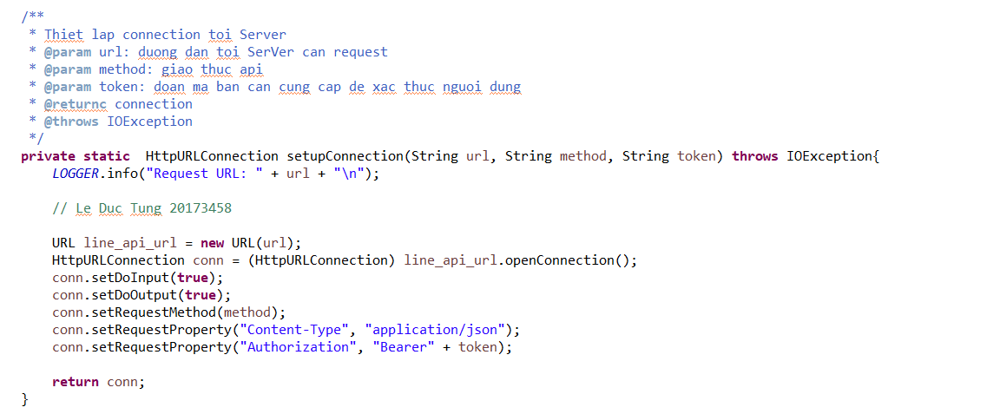 /**
 * Thiet lap connection toi Server
 * @param url: duong dan toi SerVer can request
 * @param method: giao thuc api
 * @param token: doan ma ban can cung cap de xac thuc nguoi dung
 * @returnc connection
 * @throws IOException
 */
private static  HttpURLConnection setupConnection(String url, String method, String token) throws IOException{
    LOGGER.info("Request URL: " + url + "\n");
    // Le Duc Tung 20173458
    URL line_api_url = new URL(url);
    HttpURLConnection conn = (HttpURLConnection) line_api_url.openConnection();
    conn.setDoInput(true);
    conn.setDoOutput(true);
    conn.setRequestMethod(method);
    conn.setRequestProperty("Content-Type", "application/json");
    conn.setRequestProperty("Authorization", "Bearer" + token);
    return conn;
}